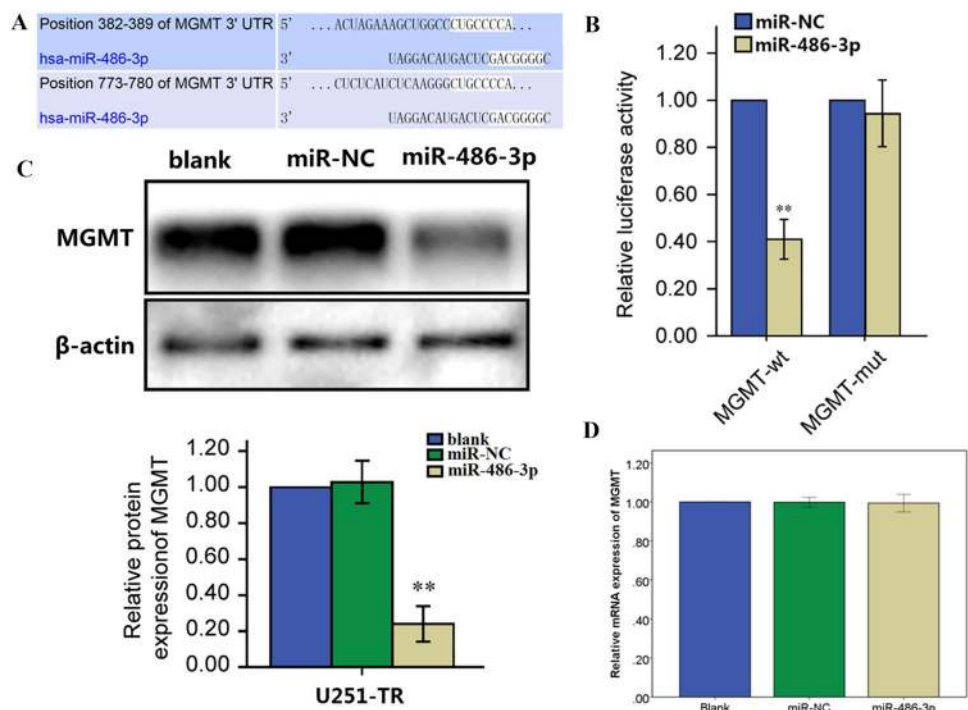 A
Position 382-389 of MGMT 3' UTR 5' ...ACUAGAAAGCUGGCCCUGCCCCA...
hsa-miR-486-3p 3' UAGGACAUGACUCGACGGGGC
Position 773-780 of MGMT 3' UTR 5' ...CUCUCAUCUCAAGGGCUGCCCCA...
hsa-miR-486-3p 3' UAGGACAUGACUCGACGGGGC
B
miR-NC
miR-486-3p
Relative luciferase activity
1.20
1.00
0.80
0.60
0.40
0.20
0.00
**
MGMT-wt
MGMT-mut
C
blank miR-NC miR-486-3p
MGMT
β-actin
blank
miR-NC
miR-486-3p
Relative protein
expressionof MGMT
1.20
1.00
0.80
0.60
0.40
0.20
0.00
**
U251-TR
D
Relative mRNA expression of MGMT
1.20
1.00
.80
.60
.40
.20
.00
Blank miR-NC miR-486-3p